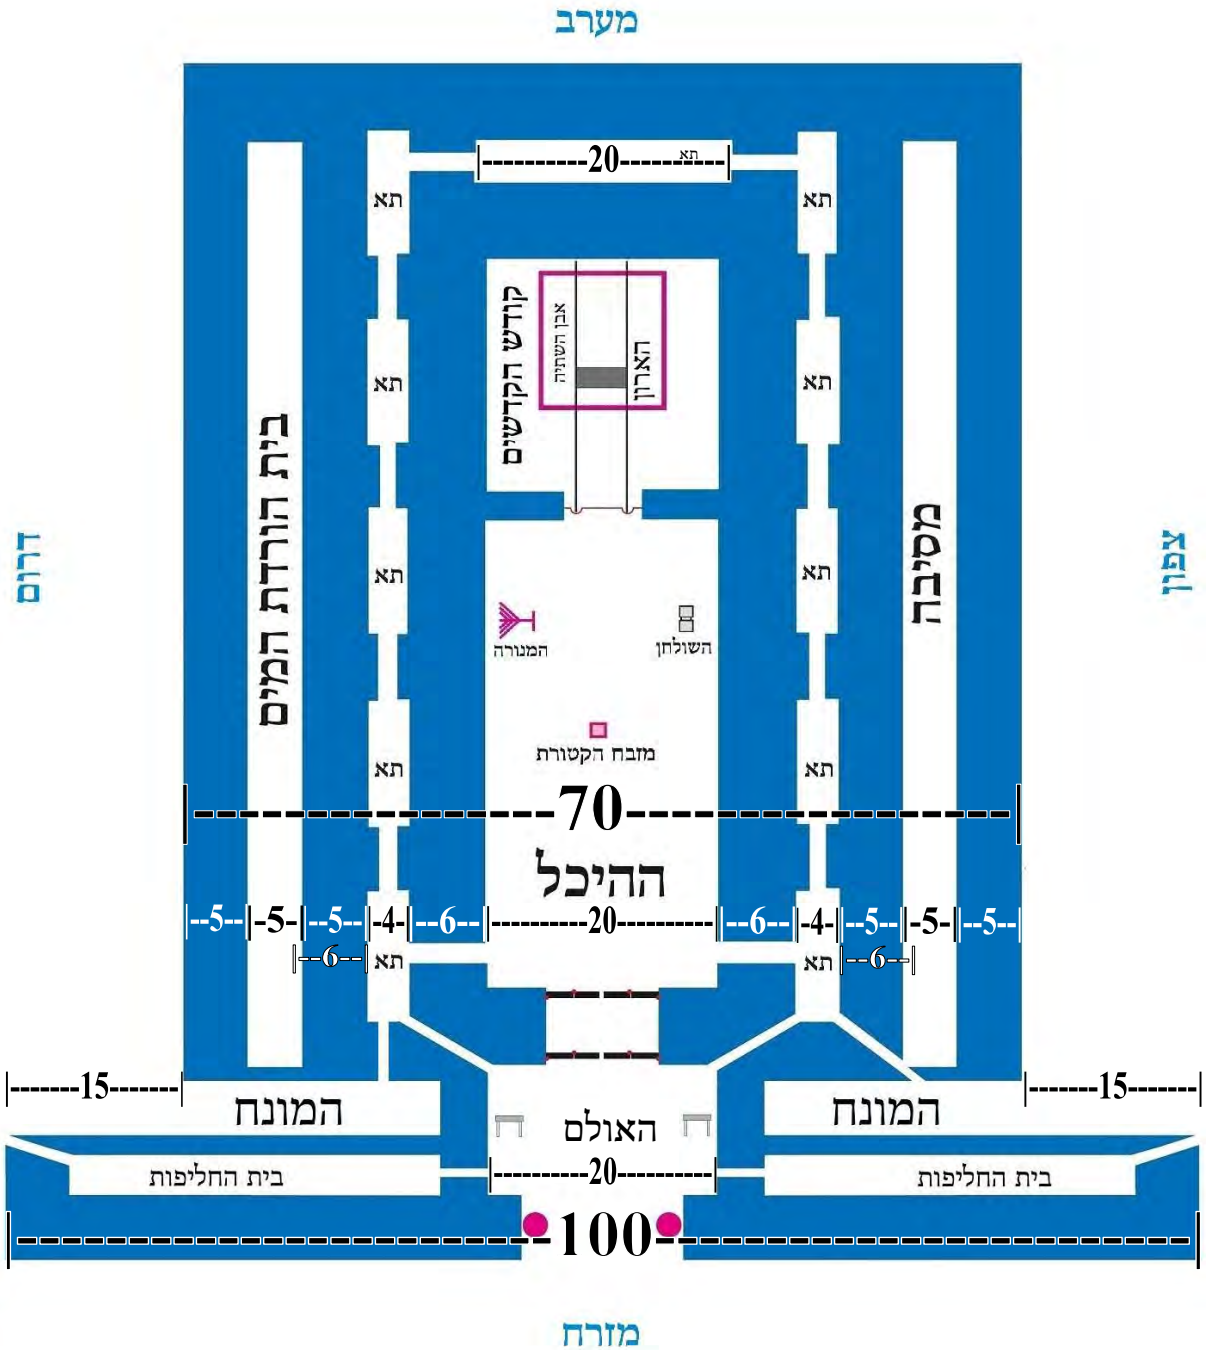 מערב
--20--
תא
תא
תא
קודש הקדשים
אבן השתיה
הארון
תא
תא
בית הורדת המים
מסיבה
דרום
צפון
תא
תא
המנורה
השולחן
מזבח הקטורת
תא
תא
70
ההיכל
--5-- -5- --5-- -4- --6-- 20 --6-- -4- --5-- -5- --5--
--6--
תא
תא
--6--
15
15
המונח
האולם
המונח
20
בית החליפות
בית החליפות
100
מזרח